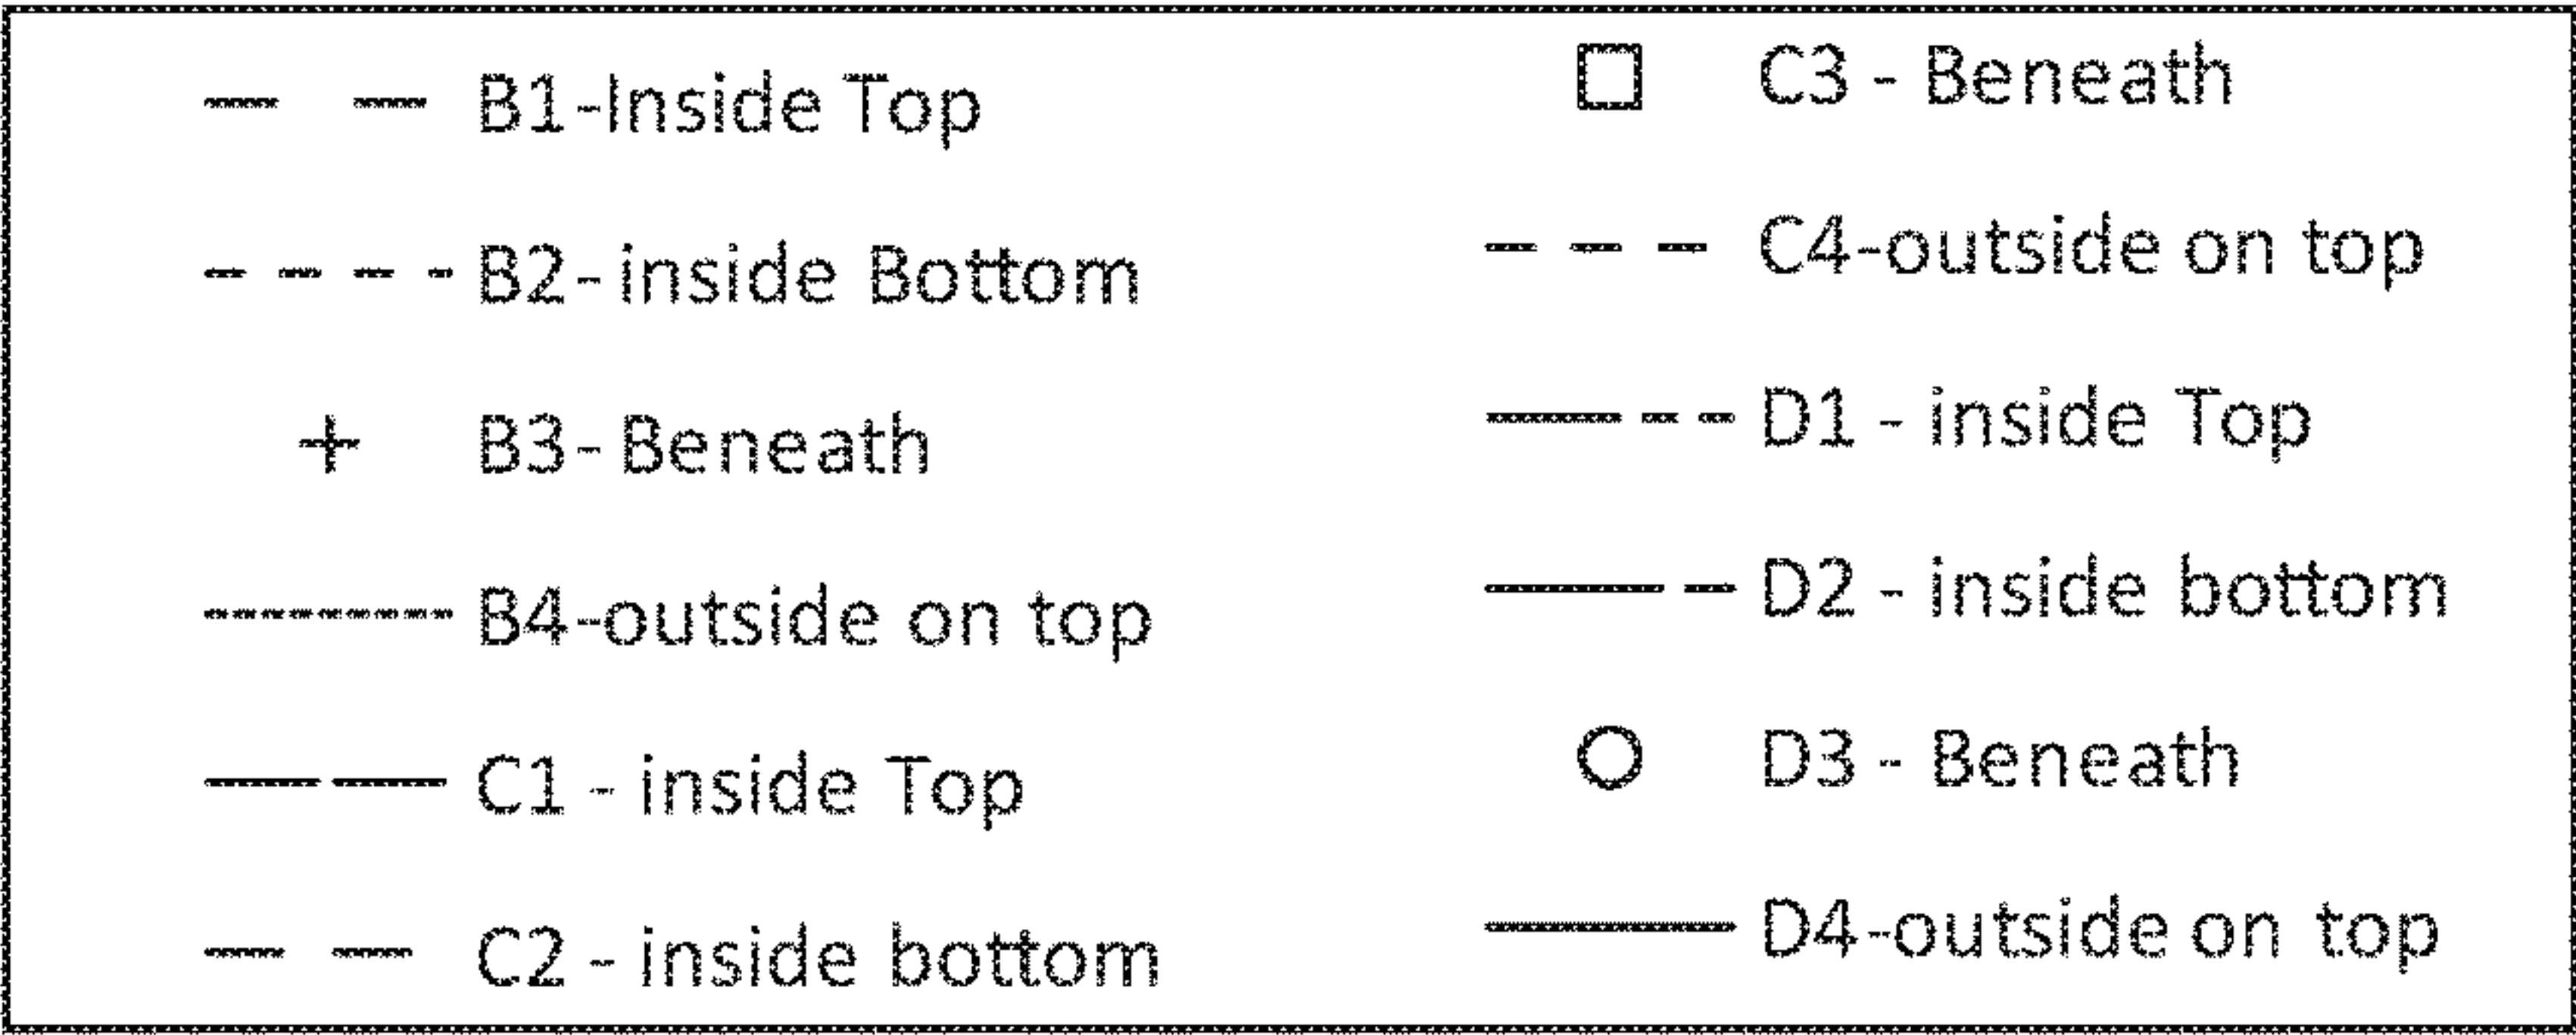 B1-Inside Top
B2- inside Bottom
B3- Beneath
B4-outside on top
C1 - inside Top
C2 - inside bottom
C3 - Beneath
C4-outside on top
D1 - inside Top
D2 - inside bottom
D3 - Beneath
D4-outside on top